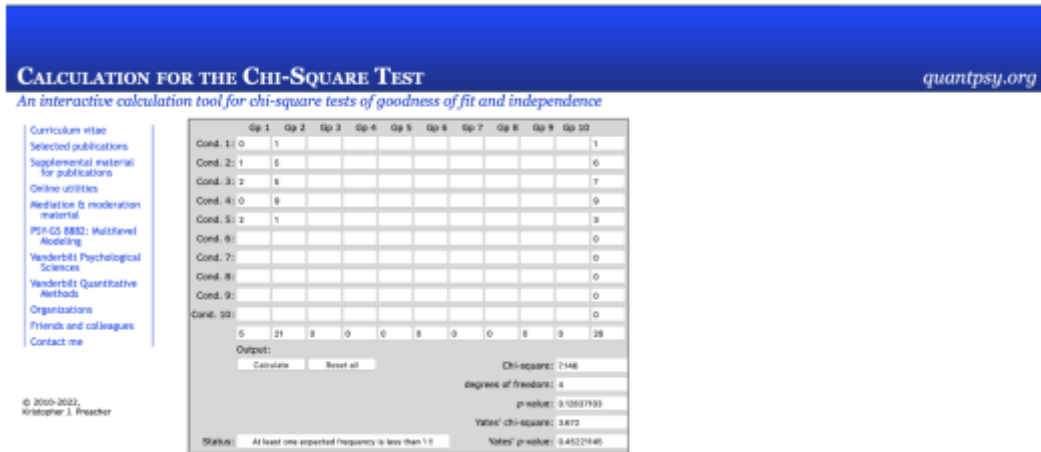 CALCULATION FOR THE CHI-SQUARE TEST
quantpsy.org
An interactive calculation tool for chi-square tests of goodness of fit and independence
Curriculum vitae
Selected publications
Supplemental material
for publications
Online utilities
Mediation & moderation
material
PSY-GS 8882: Multilevel
Modeling
Vanderbilt Psychological
Sciences
Vanderbilt Quantitative
Methods
Organizations
Friends and colleagues
Contact me
© 2010-2022,
Kristopher J. Preacher
Gp 1 Gp 2 Gp 3 Gp 4 Gp 5 Gp 6 Gp 7 Gp 8 Gp 9 Gp 10
Cond. 1: 0 1 1
Cond. 2: 1 5 6
Cond. 3: 2 5 7
Cond. 4: 0 9 9
Cond. 5: 2 1 3
Cond. 6: 0
Cond. 7: 0
Cond. 8: 0
Cond. 9: 0
Cond. 10: 0
5 21 0 0 0 0 0 0 0 0 26
Output:
Calculate Reset all
Chi-square: 7.146
degrees of freedom: 4
p-value:
Yates' chi-square: 3.672
Status: At least one expected frequency is less than 1!!
Yates' p-value: